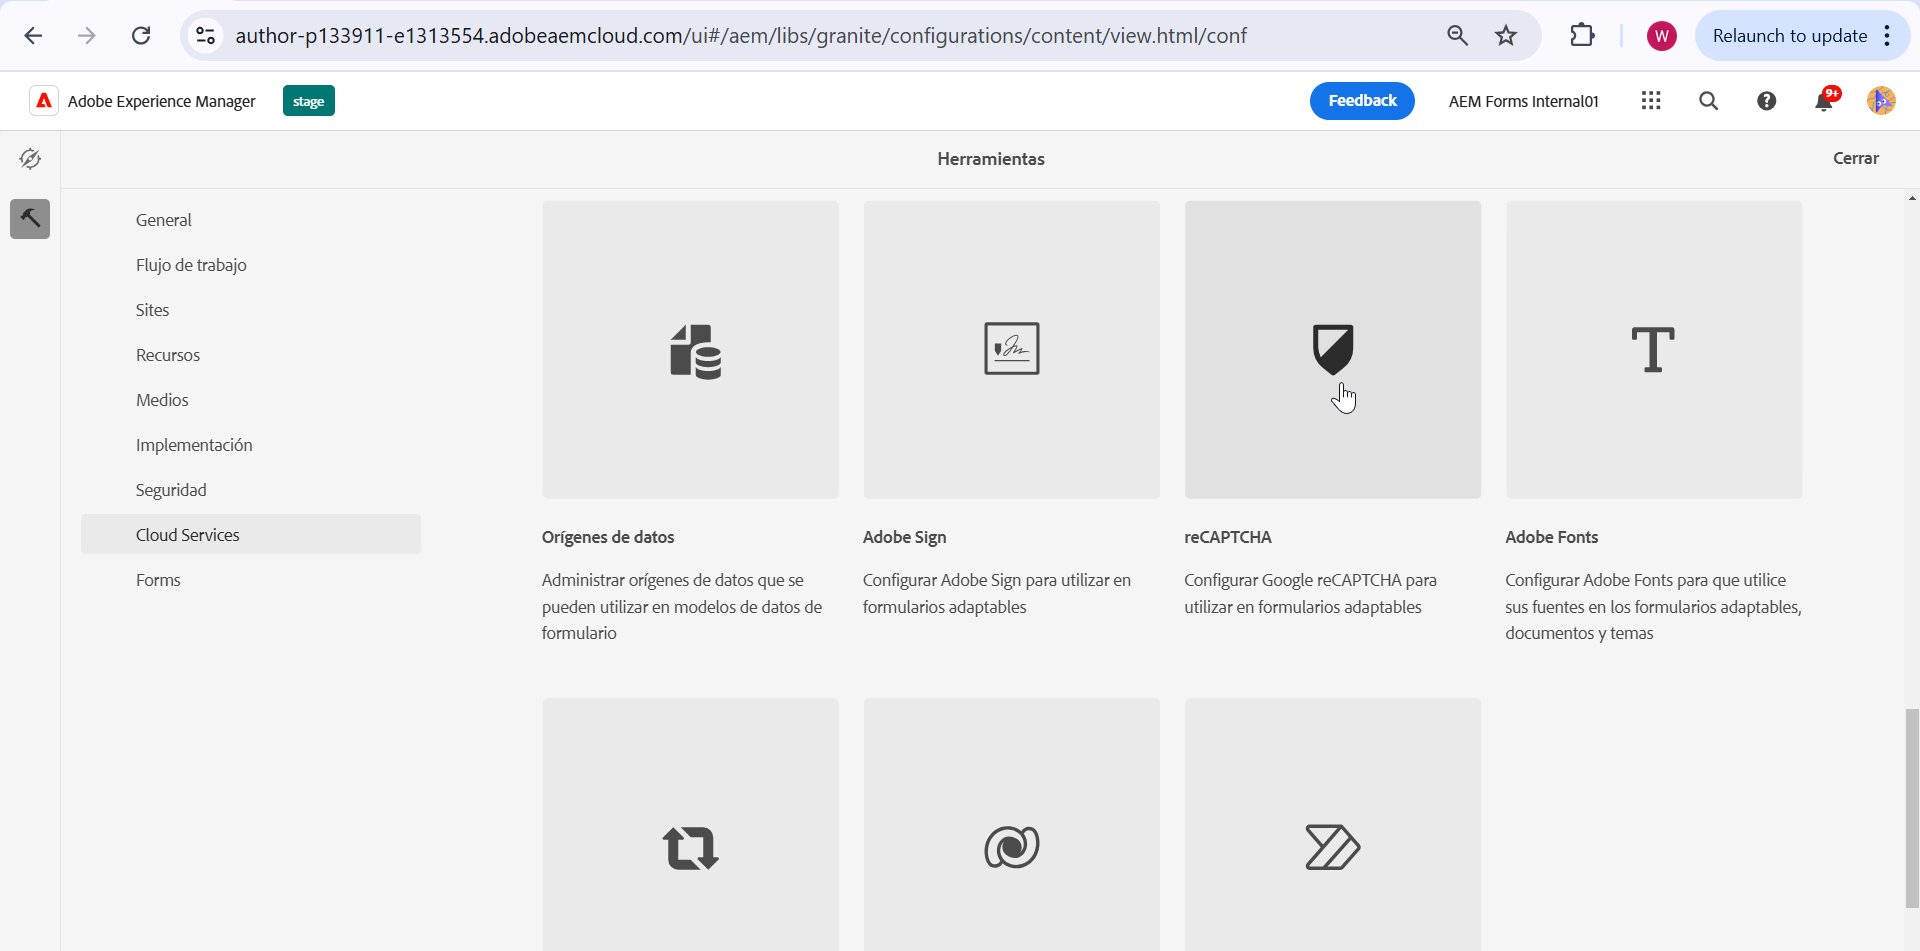 author-p133911-e1313554.adobeaemcloud.com/ui#/aem/libs/granite/configurations/content/view.html/conf
W
Relaunch to update
Adobe Experience Manager
stage
Feedback
AEM Forms Internal01
9+
Herramientas
Cerrar
General
Flujo de trabajo
Sites
Recursos
Medios
Implementación
Seguridad
Cloud Services
Forms
Orígenes de datos
Administrar orígenes de datos que se
pueden utilizar en modelos de datos de
formulario
Adobe Sign
Configurar Adobe Sign para utilizar en
formularios adaptables
reCAPTCHA
Configurar Google reCAPTCHA para
utilizar en formularios adaptables
Adobe Fonts
Configurar Adobe Fonts para que utilice
sus fuentes en los formularios adaptables,
documentos y temas